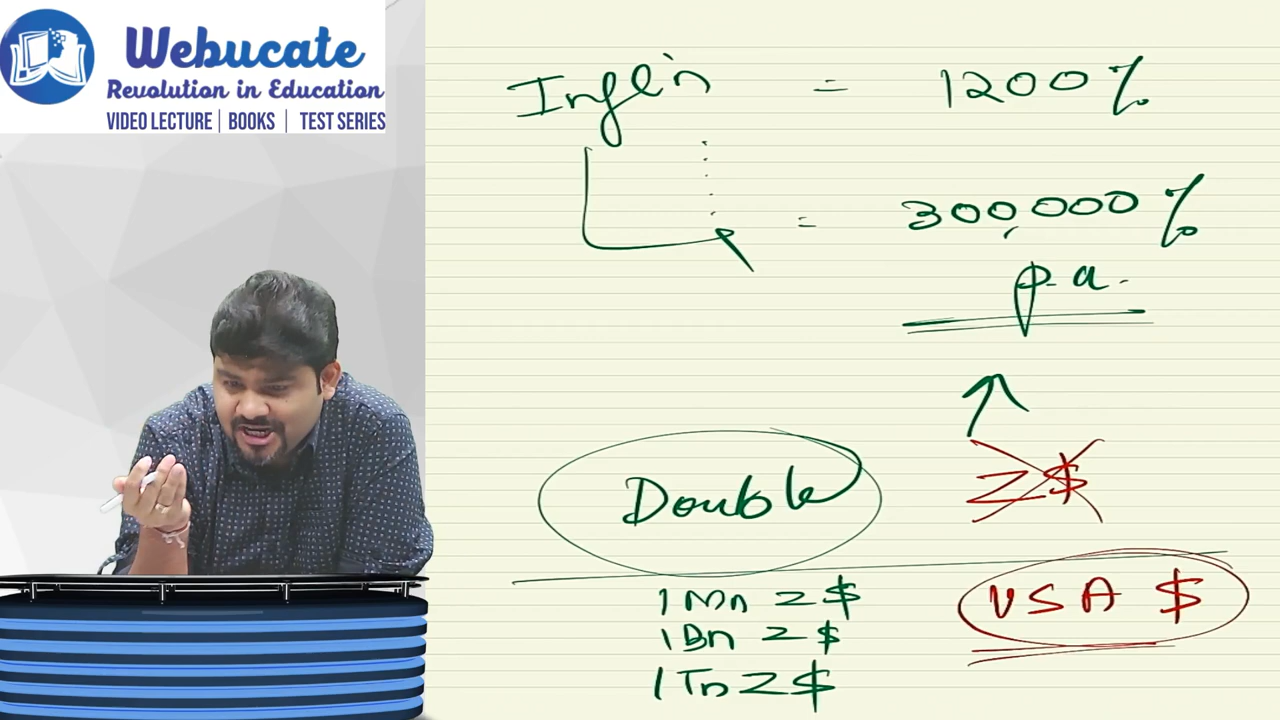 Webucate
Revolution in Education
VIDEO LECTURE | BOOKS | TEST SERIES
Infl'n = 1200%
= 300,000%
p.a.
Z$
Double
USA $
1 Mn Z$
1 Bn Z$
1 Tn Z$